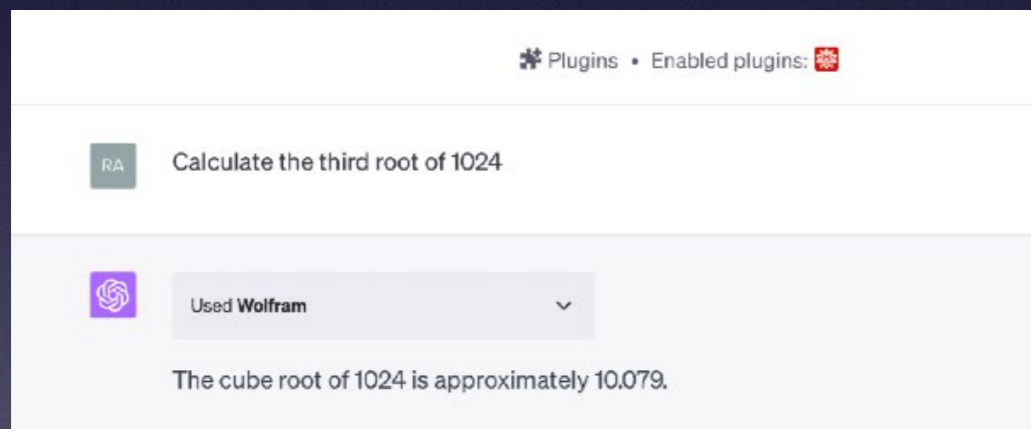 Plugins • Enabled plugins:
RA
Calculate the third root of 1024
Used Wolfram
The cube root of 1024 is approximately 10.079.